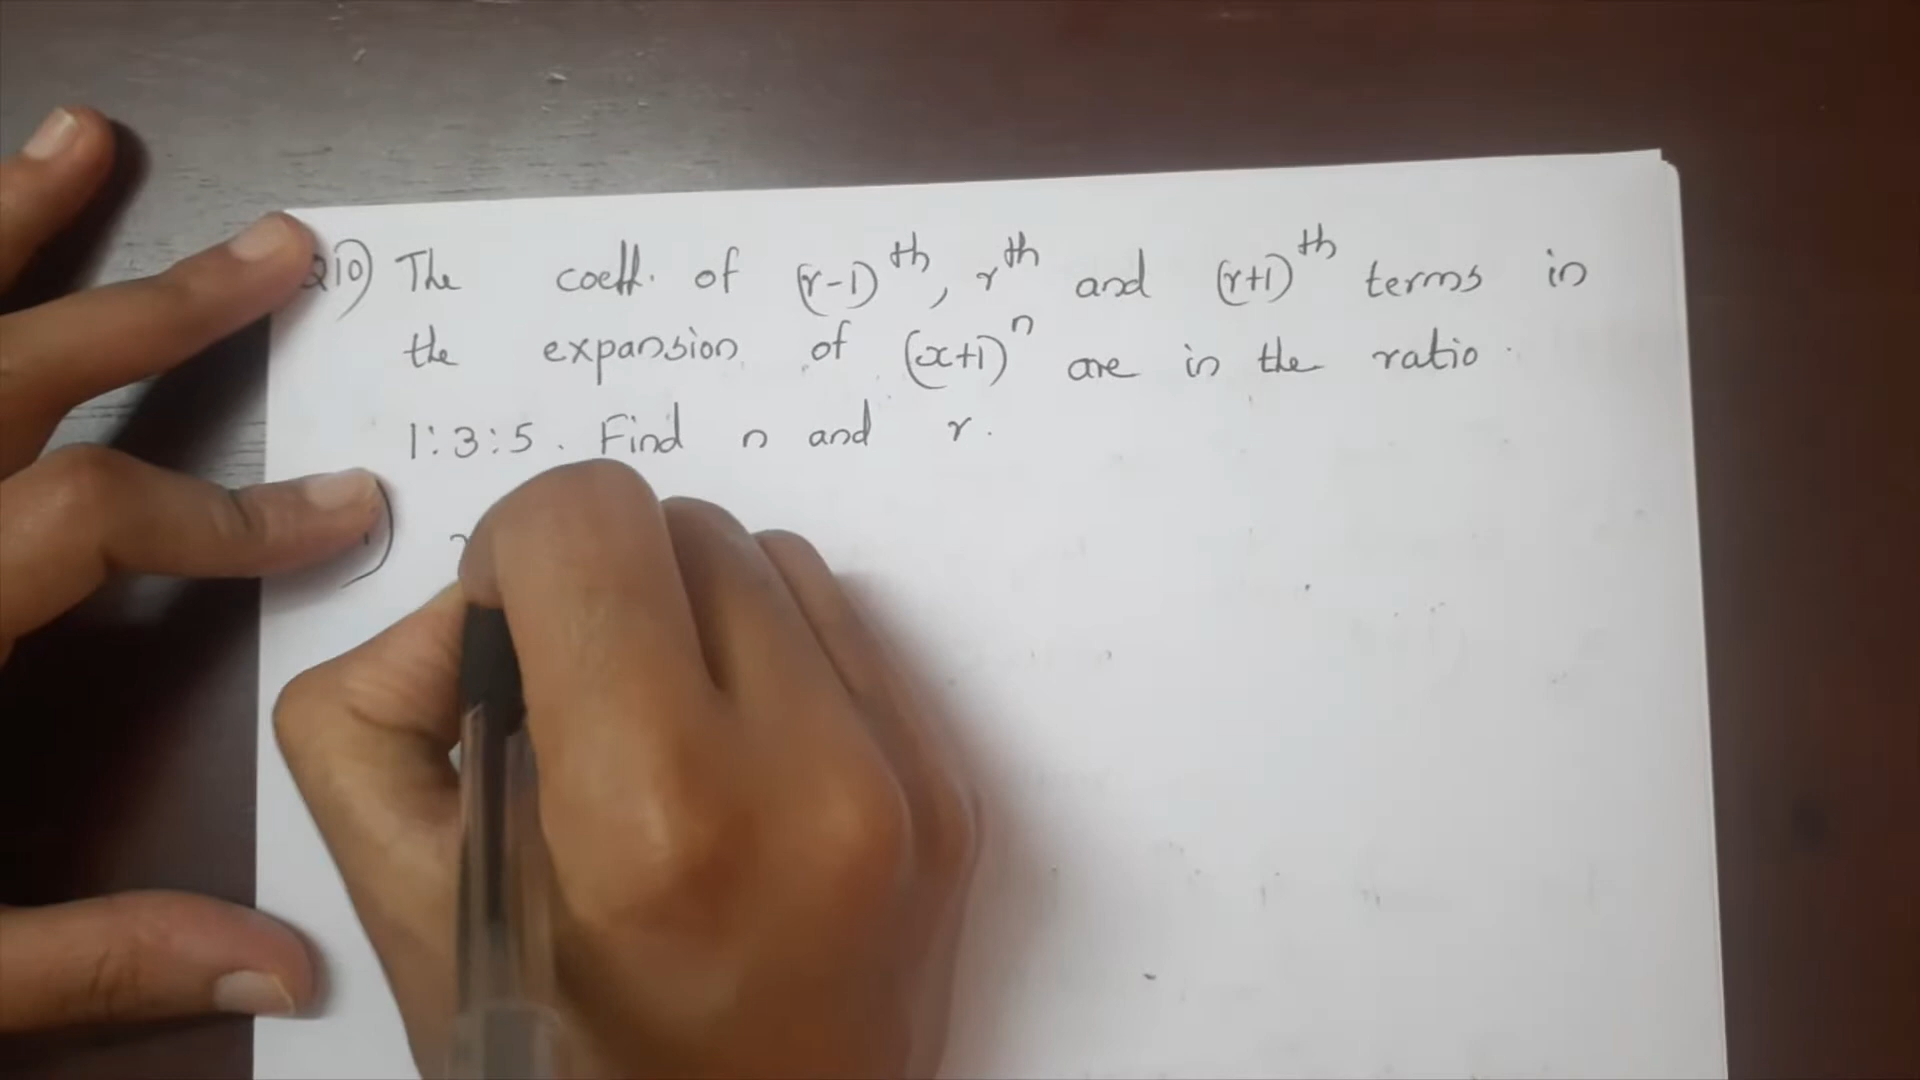 Q10) The coeff. of (r-1)th, rth and (r+1)th terms in
the expansion of (x+1)n are in the ratio
1:3:5. Find n and r.